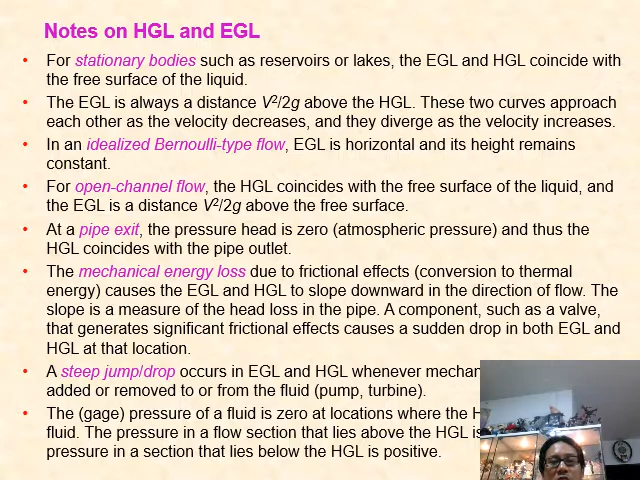 Notes on HGL and EGL
• For stationary bodies such as reservoirs or lakes, the EGL and HGL coincide with
the free surface of the liquid.
• The EGL is always a distance V²/2g above the HGL. These two curves approach
each other as the velocity decreases, and they diverge as the velocity increases.
• In an idealized Bernoulli-type flow, EGL is horizontal and its height remains
constant.
• For open-channel flow, the HGL coincides with the free surface of the liquid, and
the EGL is a distance V²/2g above the free surface.
• At a pipe exit, the pressure head is zero (atmospheric pressure) and thus the
HGL coincides with the pipe outlet.
• The mechanical energy loss due to frictional effects (conversion to thermal
energy) causes the EGL and HGL to slope downward in the direction of flow. The
slope is a measure of the head loss in the pipe. A component, such as a valve,
that generates significant frictional effects causes a sudden drop in both EGL and
HGL at that location.
• A steep jump/drop occurs in EGL and HGL whenever
added or removed to or from the fluid (pump, turbine).
• The (gage) pressure of a fluid is zero at locations where the
fluid. The pressure in a flow section that lies above the HGL is
pressure in a section that lies below the HGL is positive.